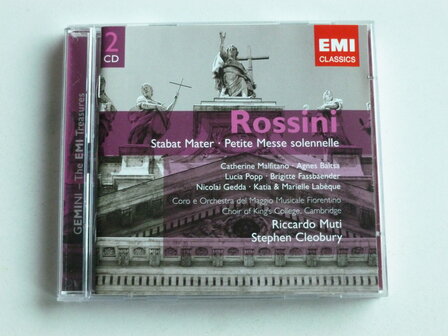 2
CD
EMI
CLASSICS
GEMINI – The EMI Treasures
Rossini
Stabat Mater · Petite Messe solennelle
Catherine Malfitano · Agnes Baltsa
Lucia Popp · Brigitte Fassbaender
Nicolai Gedda · Katia & Marielle Labèque
Coro e Orchestra del Maggio Musicale Fiorentino
Choir of King's College, Cambridge
Riccardo Muti
Stephen Cleobury